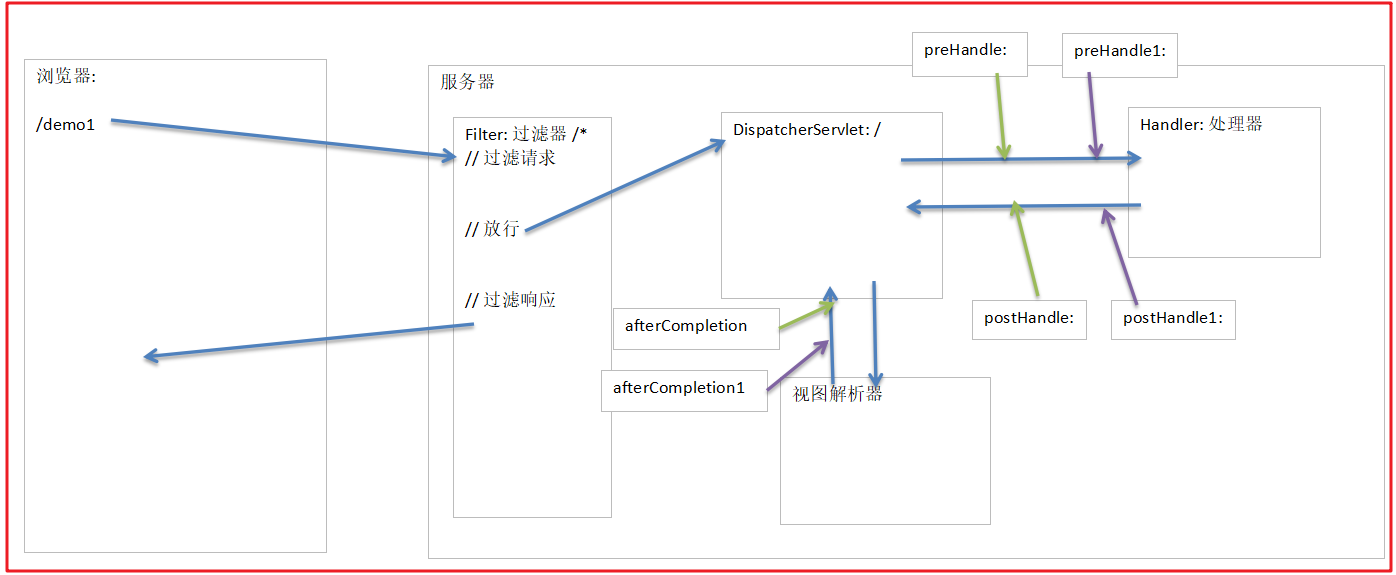 浏览器:
/demo1
服务器
Filter: 过滤器 /*
// 过滤请求
// 放行
// 过滤响应
DispatcherServlet: /
preHandle:
preHandle1:
Handler: 处理器
postHandle:
postHandle1:
afterCompletion
afterCompletion1
视图解析器